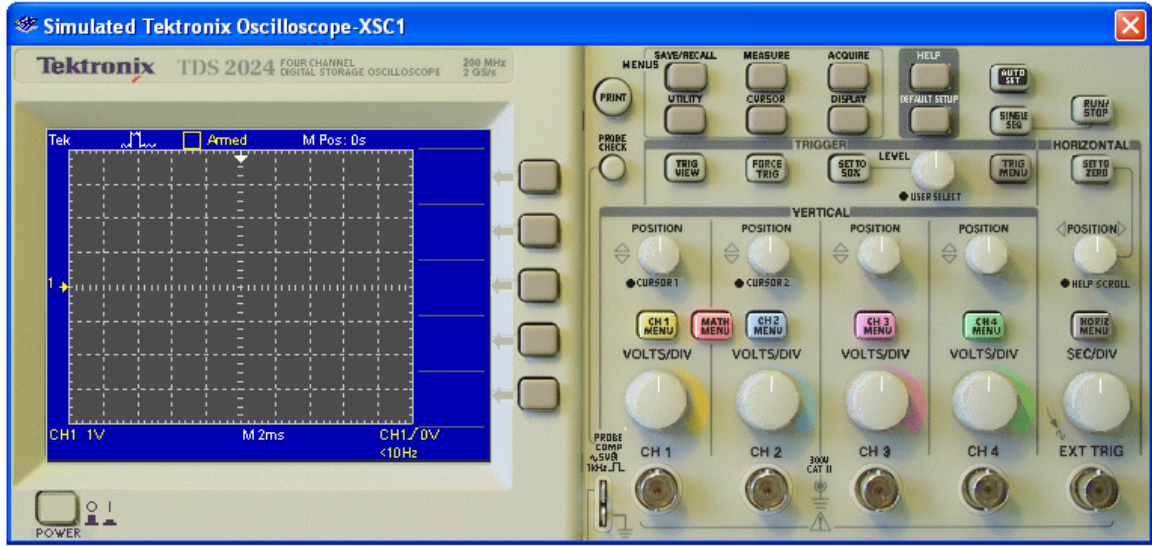 Simulated Tektronix Oscilloscope-XSC1
Tektronix TDS 2024 FOUR CHANNEL DIGITAL STORAGE OSCILLOSCOPE 200 MHz 2 GS/s
Tek Armed M Pos: 0s
1
CH1 1V M 2ms CH1 0V
<10Hz
POWER
O I
PRINT
MENUS
SAVE/RECALL MEASURE ACQUIRE
UTILITY CURSOR DISPLAY
HELP
DEFAULT SETUP
AUTO SET
SINGLE SEQ
RUN/ STOP
PROBE CHECK
TRIGGER
TRIG VIEW
FORCE TRIG
SET TO 50%
LEVEL
USER SELECT
TRIG MENU
HORIZONTAL
SET TO ZERO
VERTICAL
POSITION POSITION POSITION POSITION POSITION
CURSOR 1 CURSOR 2 HELP SCROLL
CH 1 MENU
MATH MENU
CH 2 MENU
CH 3 MENU
CH 4 MENU
HORIZ MENU
VOLTS/DIV VOLTS/DIV VOLTS/DIV VOLTS/DIV SEC/DIV
PROBE COMP
~5V@
1kHz
CH 1 CH 2 CH 3 CH 4 EXT TRIG
300V
CAT II